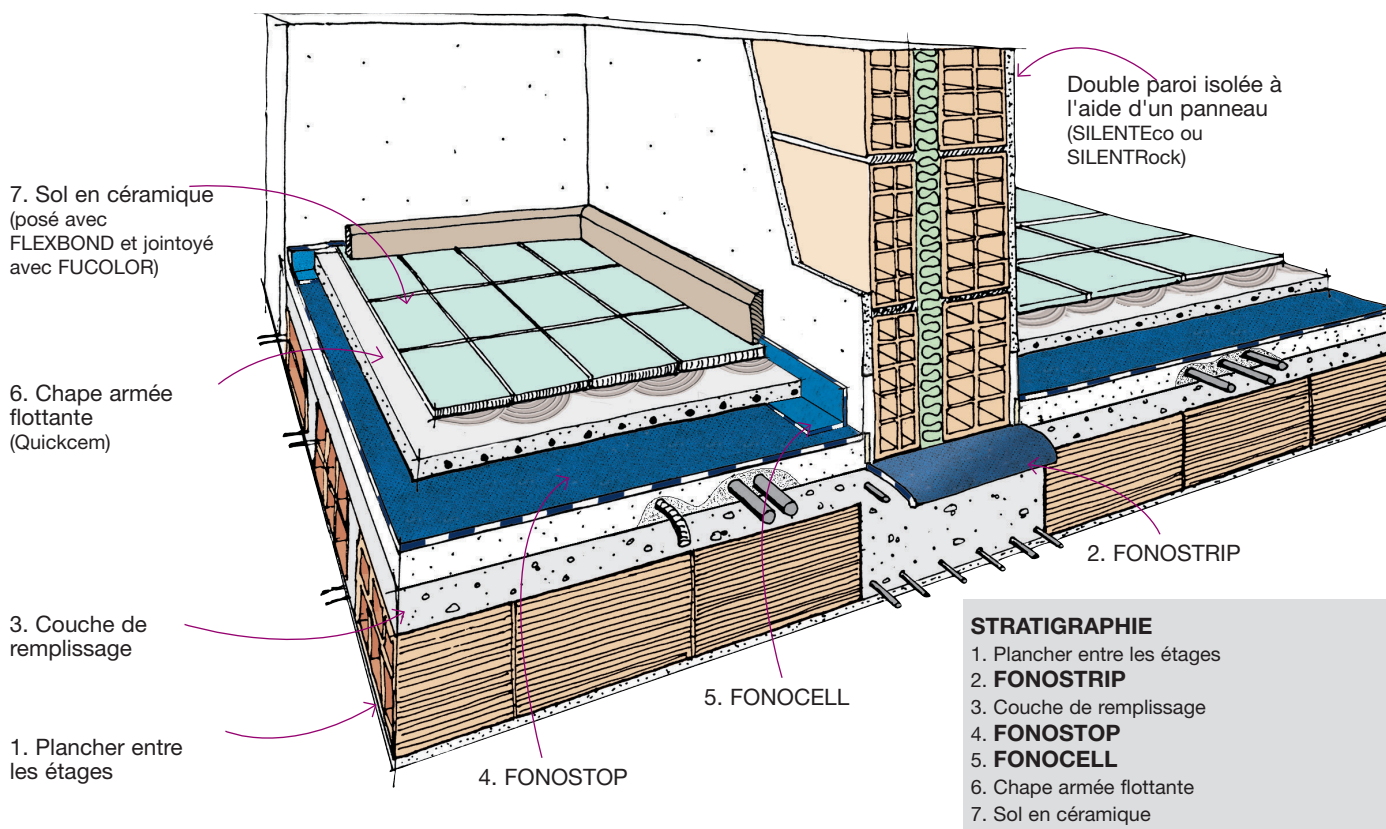 Double paroi isolée à
l'aide d'un panneau
(SILENTEco ou
SILENTRock)
7. Sol en céramique
(posé avec
FLEXBOND et jointoyé
avec FUCOLOR)
6. Chape armée
flottante
(Quickcem)
3. Couche de
remplissage
1. Plancher entre
les étages
4. FONOSTOP
5. FONOCELL
2. FONOSTRIP
STRATIGRAPHIE
1. Plancher entre les étages
2. FONOSTRIP
3. Couche de remplissage
4. FONOSTOP
5. FONOCELL
6. Chape armée flottante
7. Sol en céramique